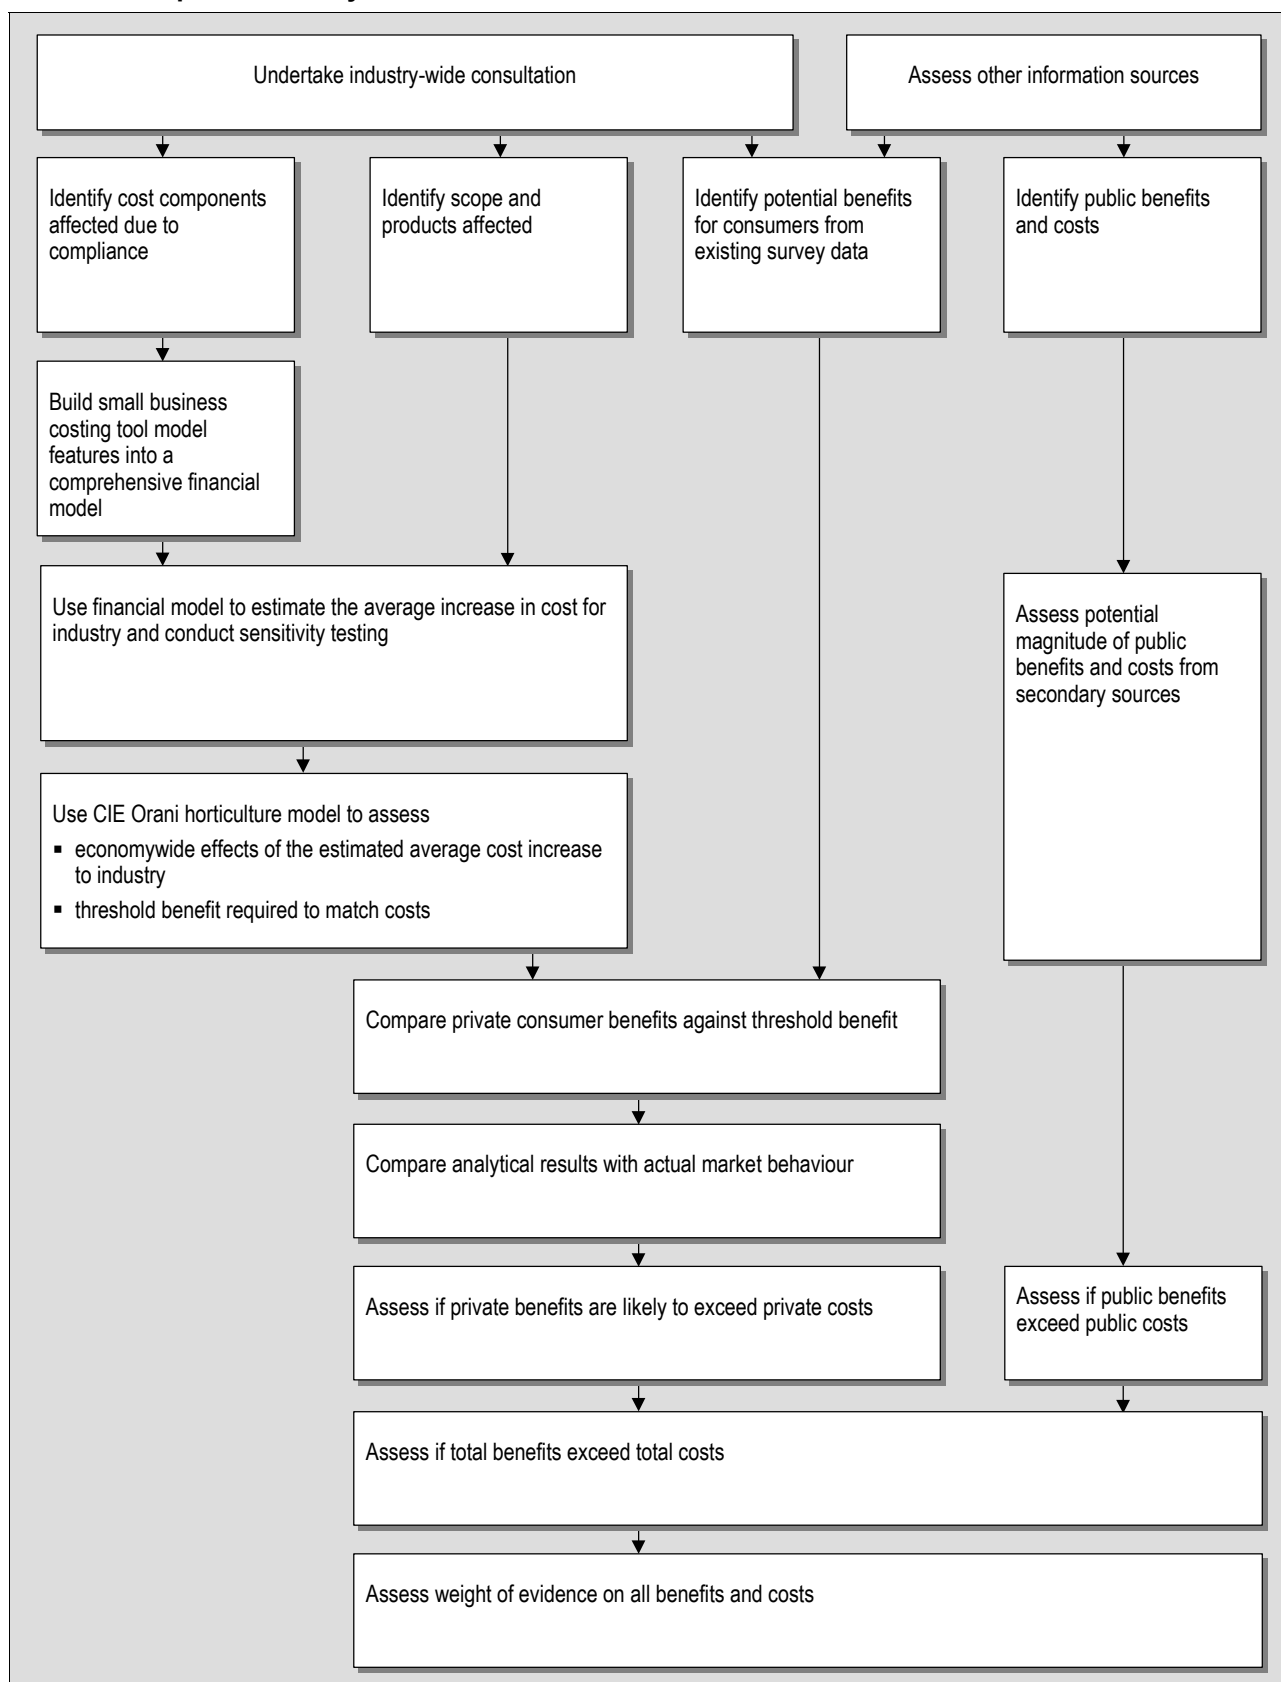 Undertake industry-wide consultation
Assess other information sources
Identify cost components
affected due to
compliance
Identify scope and
products affected
Identify potential benefits
for consumers from
existing survey data
Identify public benefits
and costs
Build small business
costing tool model
features into a
comprehensive financial
model
Use financial model to estimate the average increase in cost for
industry and conduct sensitivity testing
Assess potential
magnitude of public
benefits and costs from
secondary sources
Use CIE Orani horticulture model to assess
▪ economywide effects of the estimated average cost increase
to industry
▪ threshold benefit required to match costs
Compare private consumer benefits against threshold benefit
Compare analytical results with actual market behaviour
Assess if private benefits are likely to exceed private costs
Assess if public benefits
exceed public costs
Assess if total benefits exceed total costs
Assess weight of evidence on all benefits and costs